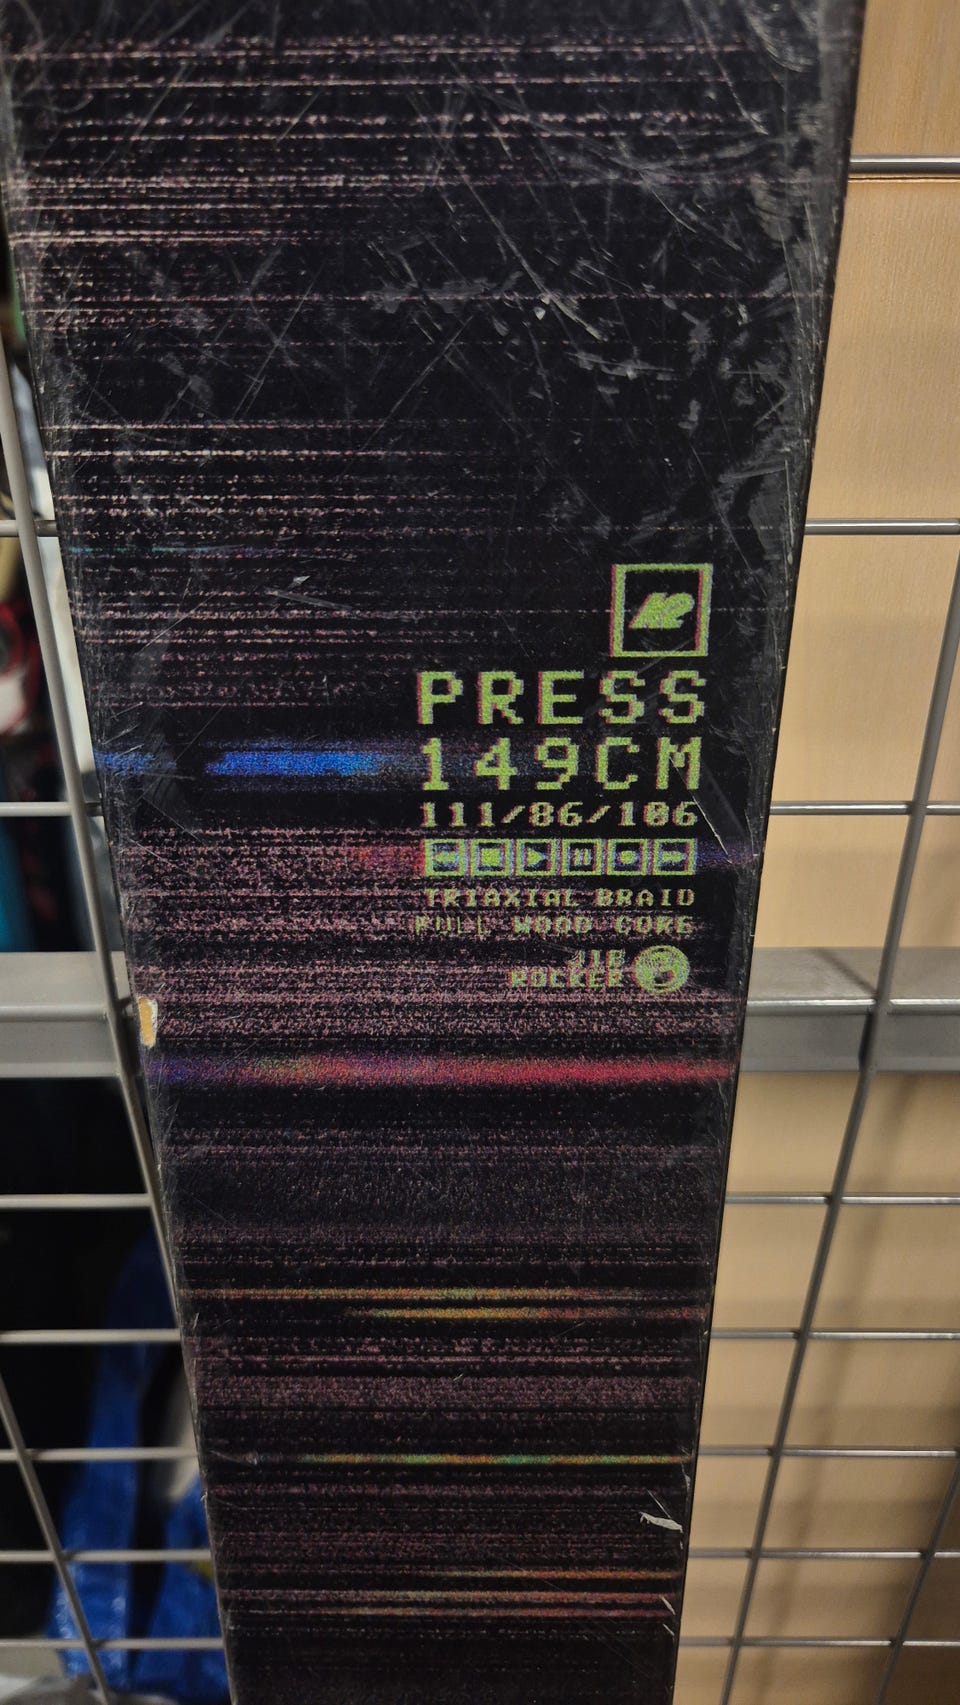 K2
PRESS
149CM
111/86/106
TRIAXIAL BRAID
FULL WOOD CORE
JIB
ROCKER